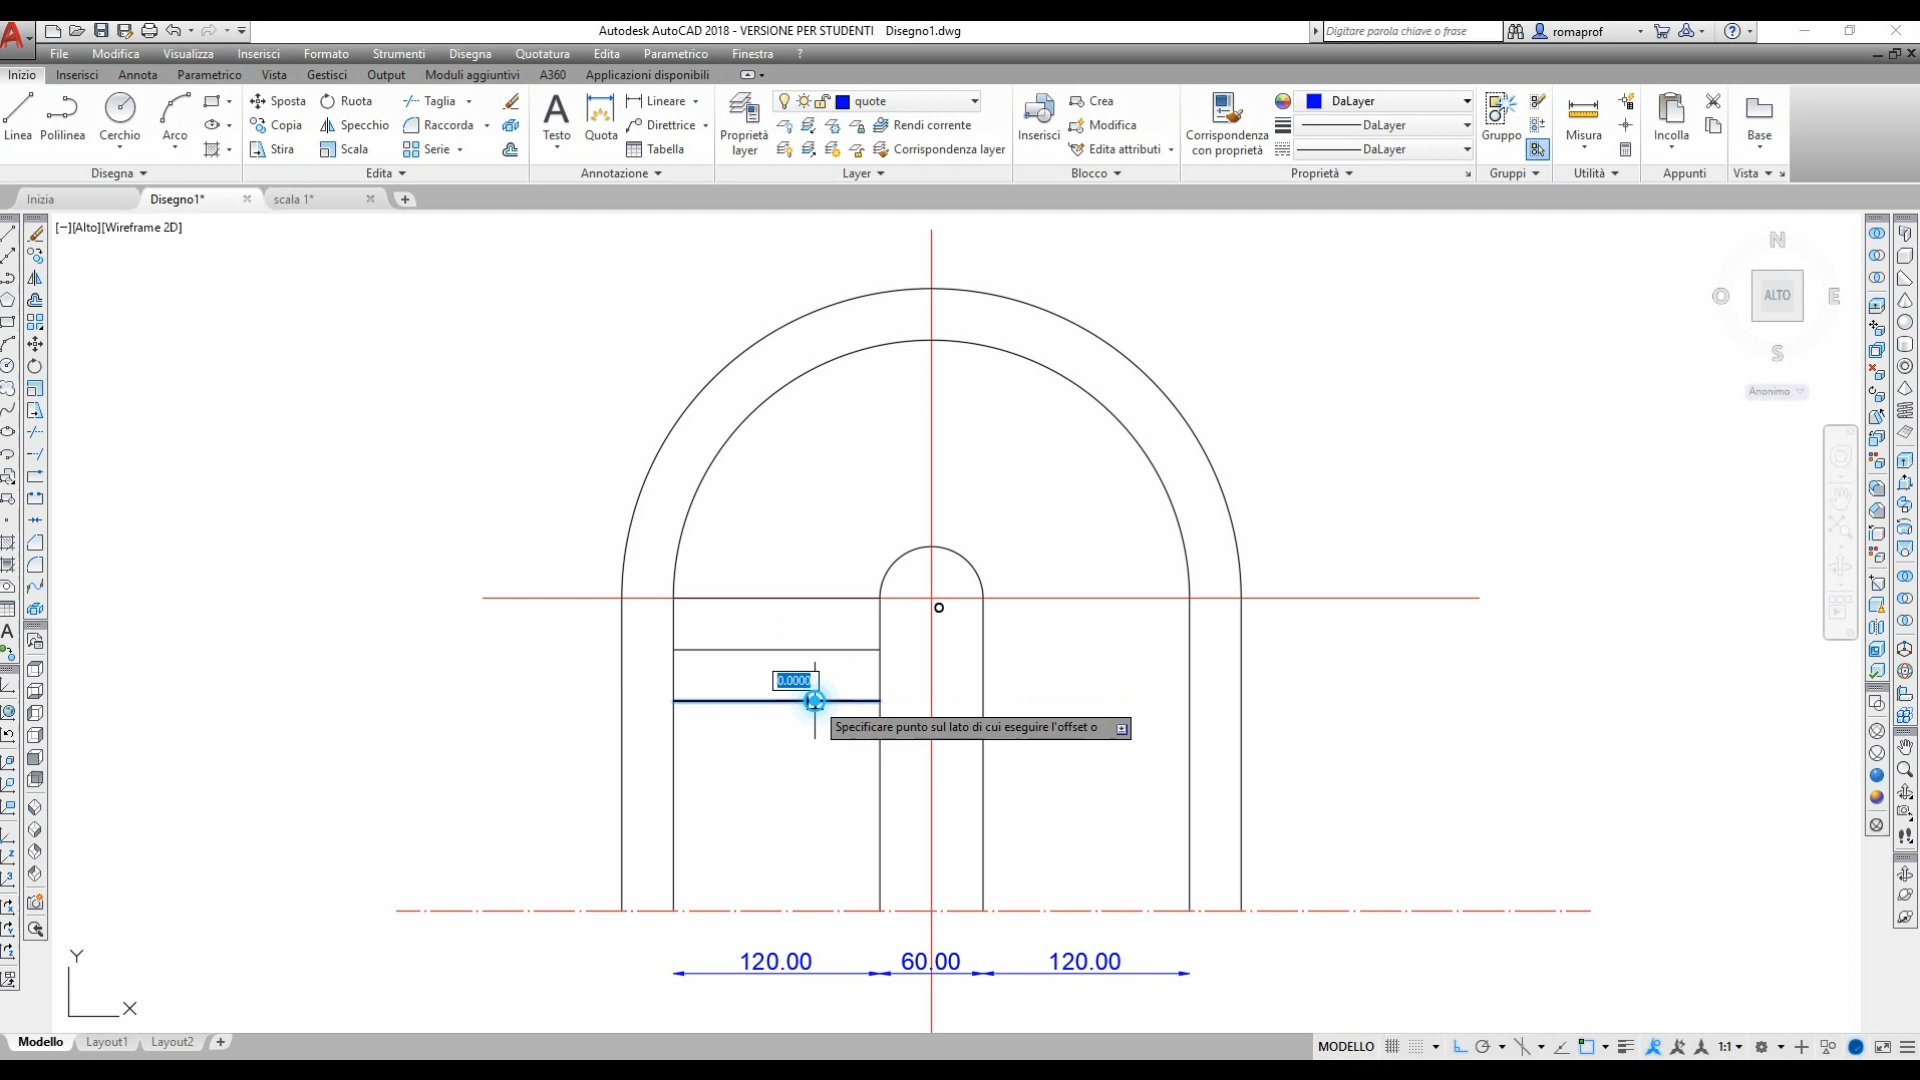 Autodesk AutoCAD 2018 - VERSIONE PER STUDENTI Disegno1.dwg
Digitare parola chiave o frase
romaprof
File Modifica Visualizza Inserisci Formato Strumenti Disegna Quotatura Edita Parametrico Finestra ?
Inizio Inserisci Annota Parametrico Vista Gestisci Output Moduli aggiuntivi A360 Applicazioni disponibili
Linea Polilinea Cerchio Arco
Sposta Ruota Taglia
Copia Specchio Raccorda
Stira Scala Serie
Testo Quota
Lineare
Direttrice
Tabella
Proprietà layer
quote
Rendi corrente
Corrispondenza layer
Inserisci
Crea
Modifica
Edita attributi
Corrispondenza con proprietà
DaLayer
DaLayer
DaLayer
Gruppo
Misura
Incolla
Base
Disegna Edita Annotazione Layer Blocco Proprietà Gruppi Utilità Appunti Vista
Inizia Disegno1* scala 1*
[−][Alto][Wireframe 2D]
N
O ALTO E
S
Anonimo
O
0.0000
Specificare punto sul lato di cui eseguire l'offset o
120.00 60.00 120.00
Y
X
Modello Layout1 Layout2
MODELLO
1:1